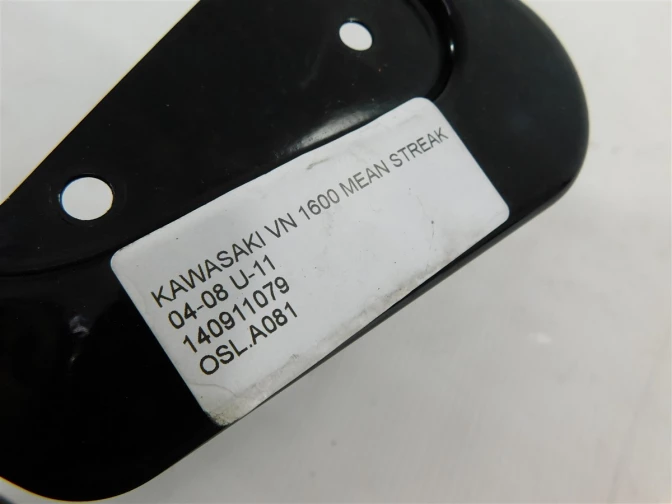 KAWASAKI VN 1600 MEAN STREAK
04-08 U-11
140911079
OSL.A081